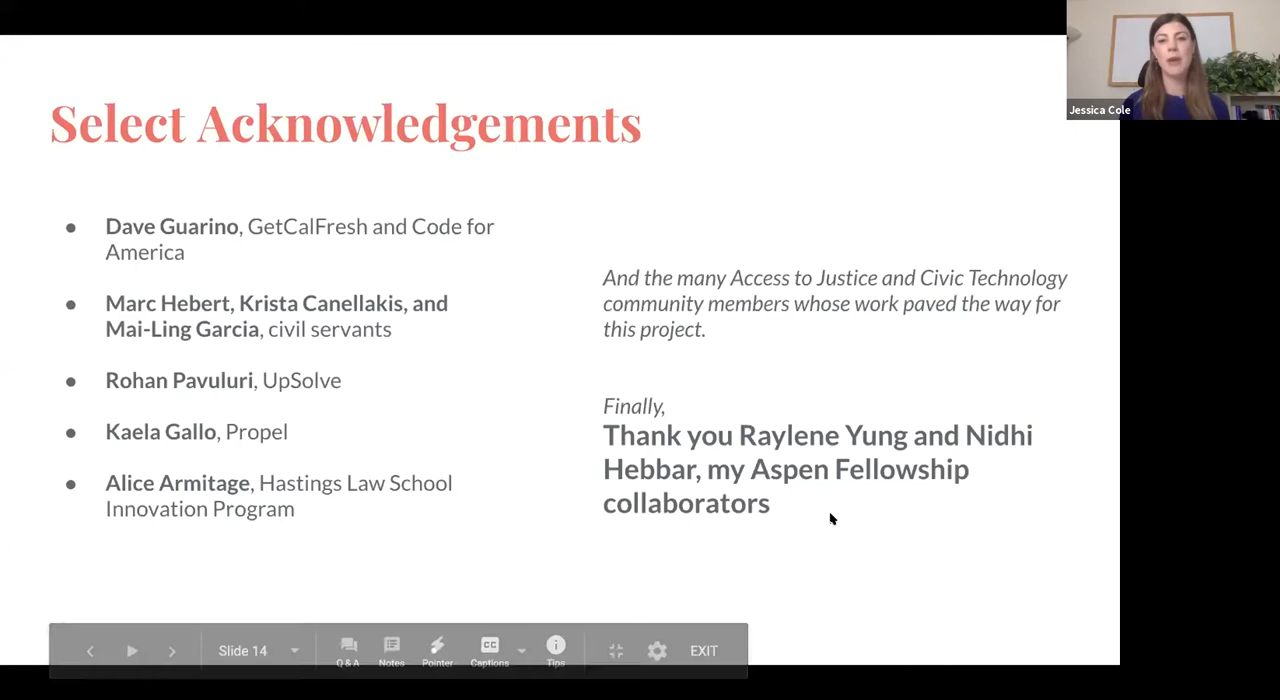 Select Acknowledgements
Dave Guarino, GetCalFresh and Code for
America
Marc Hebert, Krista Canellakis, and
Mai-Ling Garcia, civil servants
Rohan Pavuluri, UpSolve
Kaela Gallo, Propel
Alice Armitage, Hastings Law School
Innovation Program
And the many Access to Justice and Civic Technology
community members whose work paved the way for
this project.
Finally,
Thank you Raylene Yung and Nidhi
Hebbar, my Aspen Fellowship
collaborators
Jessica Cole
Slide 14
Q & A
Notes
Pointer
CC
Captions
Tips
EXIT